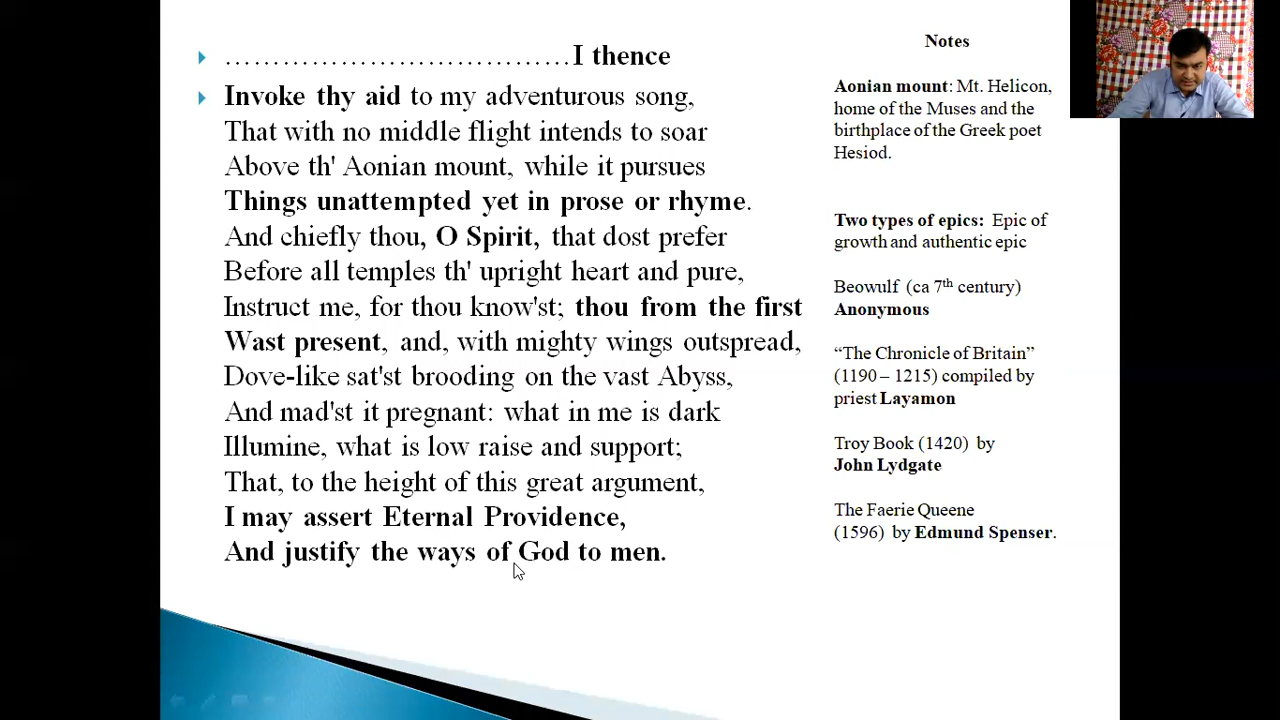 ……………………………… I thence
Invoke thy aid to my adventurous song,
That with no middle flight intends to soar
Above th' Aonian mount, while it pursues
Things unattempted yet in prose or rhyme.
And chiefly thou, O Spirit, that dost prefer
Before all temples th' upright heart and pure,
Instruct me, for thou know'st; thou from the first
Wast present, and, with mighty wings outspread,
Dove-like sat'st brooding on the vast Abyss,
And mad'st it pregnant: what in me is dark
Illumine, what is low raise and support;
That, to the height of this great argument,
I may assert Eternal Providence,
And justify the ways of God to men.
Notes
Aonian mount: Mt. Helicon,
home of the Muses and the
birthplace of the Greek poet
Hesiod.
Two types of epics: Epic of
growth and authentic epic
Beowulf (ca 7th century)
Anonymous
“The Chronicle of Britain”
(1190 – 1215) compiled by
priest Layamon
Troy Book (1420) by
John Lydgate
The Faerie Queene
(1596) by Edmund Spenser.